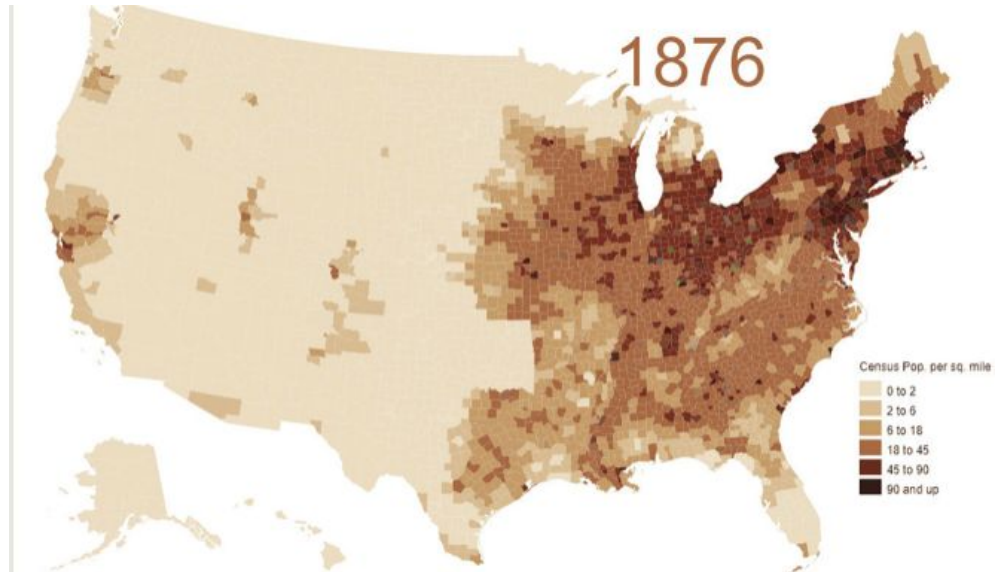 1876
Census Pop. per sq. mile
0 to 2
2 to 6
6 to 18
18 to 45
45 to 90
90 and up